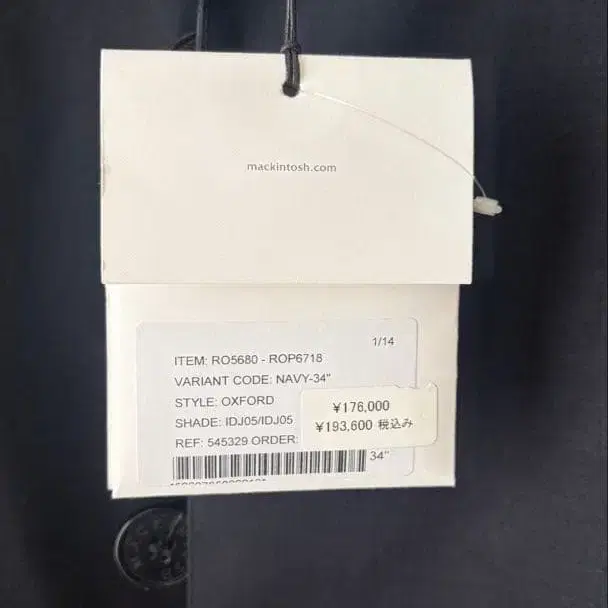 mackintosh.com
1/14
ITEM: RO5680 - ROP6718
VARIANT CODE: NAVY-34"
STYLE: OXFORD
SHADE: IDJ05/IDJ05
REF: 545329 ORDER:
¥176,000
¥193,600 税込み
34"